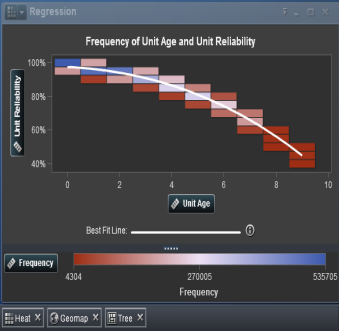 Regression
Frequency of Unit Age and Unit Reliability
100%
80%
60%
40%
Unit Reliability
0 2 4 6 8 10
Unit Age
Best Fit Line:
Frequency
4304 270005 535705
Frequency
Heat Geomap Tree